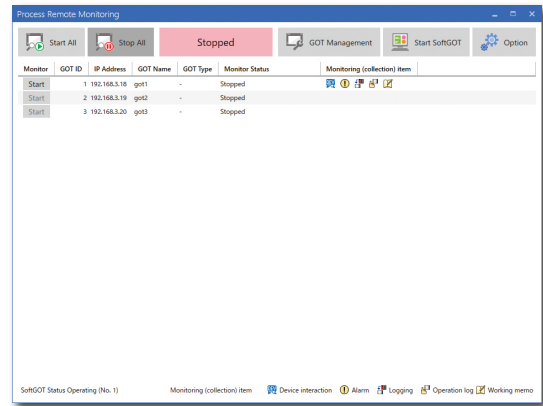 Process Remote Monitoring
Start All Stop All Stopped GOT Management Start SoftGOT Option
Monitor GOT ID IP Address GOT Name GOT Type Monitor Status Monitoring (collection) item
Start 1 192.168.3.18 got1 - Stopped
Start 2 192.168.3.19 got2 - Stopped
Start 3 192.168.3.20 got3 - Stopped
SoftGOT Status Operating (No. 1) Monitoring (collection) item Device interaction Alarm Logging Operation log Working memo